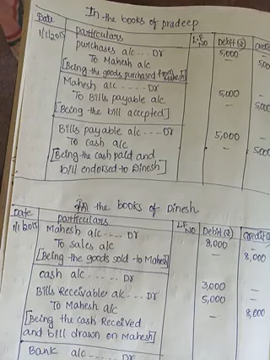 In the books of pradeep
Date particulars L.F. No Debit(₹) Credit
1/1/2015 purchases a/c ... Dr 5,000 —
To Mahesh a/c — 5,00
[Being the goods purchased from Mahesh]
Mahesh a/c ..... Dr 5,000 —
To Bills payable a/c — 500
[Being the bill accepted]
Bills payable a/c ... Dr 5,000 —
To cash a/c — 500
[Being the cash paid and
bill endorsed to Dinesh]
In the books of Dinesh
Date particulars L.F.No Debit(₹) Credit
1/1/2015 Mahesh a/c ... Dr 8,000 —
To sales a/c — 8,000
[Being the goods sold to Mahesh]
cash a/c ..... Dr 3,000 —
Bills Receivable a/c ... Dr 5,000 —
To Mahesh a/c — 8,000
[Being the cash Received
and bill drawn on Mahesh]
Bank a/c ..... Dr